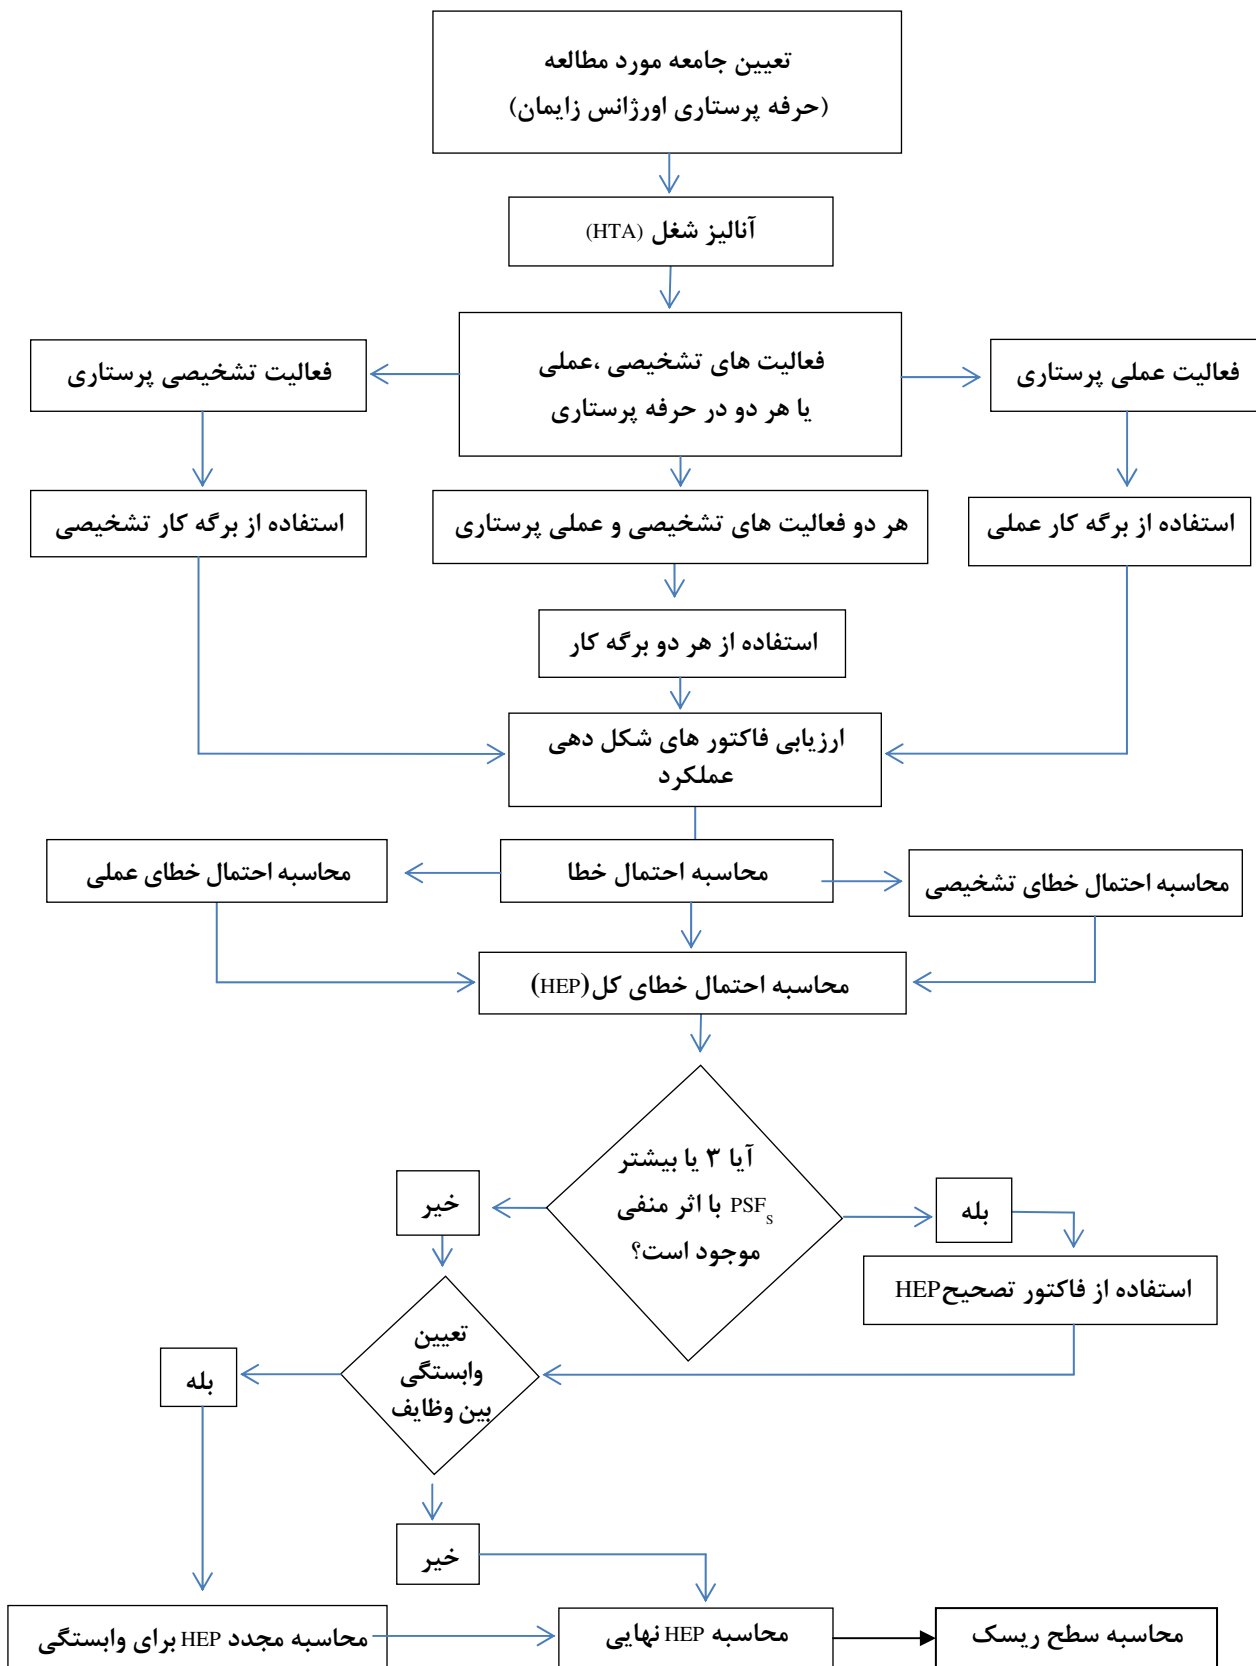 تعیین جامعه مورد مطالعه
(حرفه پرستاری اورژانس زایمان)
آنالیز شغل (HTA)
فعالیت های تشخیصی ،عملی
یا هر دو در حرفه پرستاری
فعالیت عملی پرستاری
فعالیت تشخیصی پرستاری
استفاده از برگه کار عملی
هر دو فعالیت های تشخیصی و عملی پرستاری
استفاده از برگه کار تشخیصی
استفاده از هر دو برگه کار
ارزیابی فاکتور های شکل دهی
عملکرد
محاسبه احتمال خطا
محاسبه احتمال خطای تشخیصی
محاسبه احتمال خطای عملی
محاسبه احتمال خطای کل(HEP)
آیا ۳ یا بیشتر
PSFs با اثر منفی
موجود است؟
بله
خیر
استفاده از فاکتور تصحیحHEP
تعیین
وابستگی
بین وظایف
بله
خیر
محاسبه مجدد HEP برای وابستگی
محاسبه HEP نهایی
محاسبه سطح ریسک